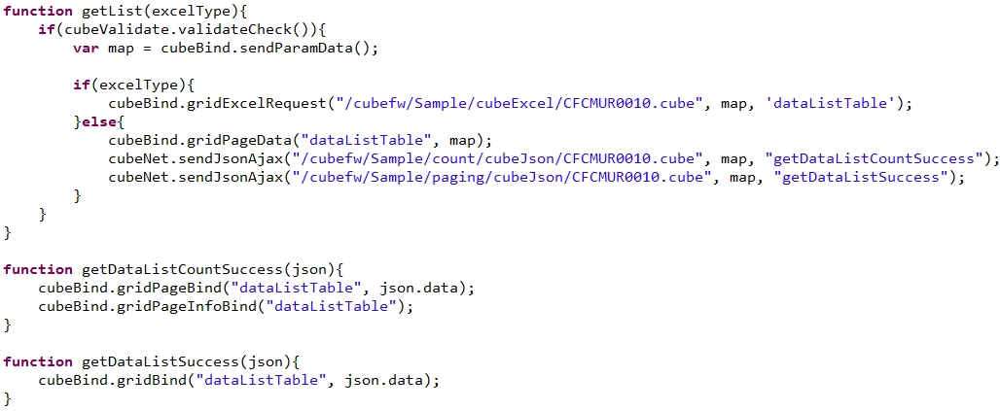 function getList(excelType){
    if(cubeValidate.validateCheck()){
        var map = cubeBind.sendParamData();

        if(excelType){
            cubeBind.gridExcelRequest("/cubefw/Sample/cubeExcel/CFCMUR0010.cube", map, 'dataListTable');
        }else{
            cubeBind.gridPageData("dataListTable", map);
            cubeNet.sendJsonAjax("/cubefw/Sample/count/cubeJson/CFCMUR0010.cube", map, "getDataListCountSuccess");
            cubeNet.sendJsonAjax("/cubefw/Sample/paging/cubeJson/CFCMUR0010.cube", map, "getDataListSuccess");
        }
    }
}

function getDataListCountSuccess(json){
    cubeBind.gridPageBind("dataListTable", json.data);
    cubeBind.gridPageInfoBind("dataListTable");
}

function getDataListSuccess(json){
    cubeBind.gridBind("dataListTable", json.data);
}